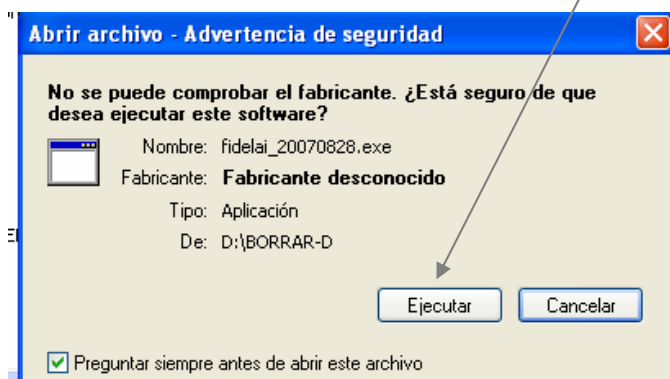 Abrir archivo - Advertencia de seguridad
No se puede comprobar el fabricante. ¿Está seguro de que
desea ejecutar este software?
Nombre: fidelai_20070828.exe
Fabricante: Fabricante desconocido
Tipo: Aplicación
De: D:\BORRAR-D
Ejecutar Cancelar
Preguntar siempre antes de abrir este archivo